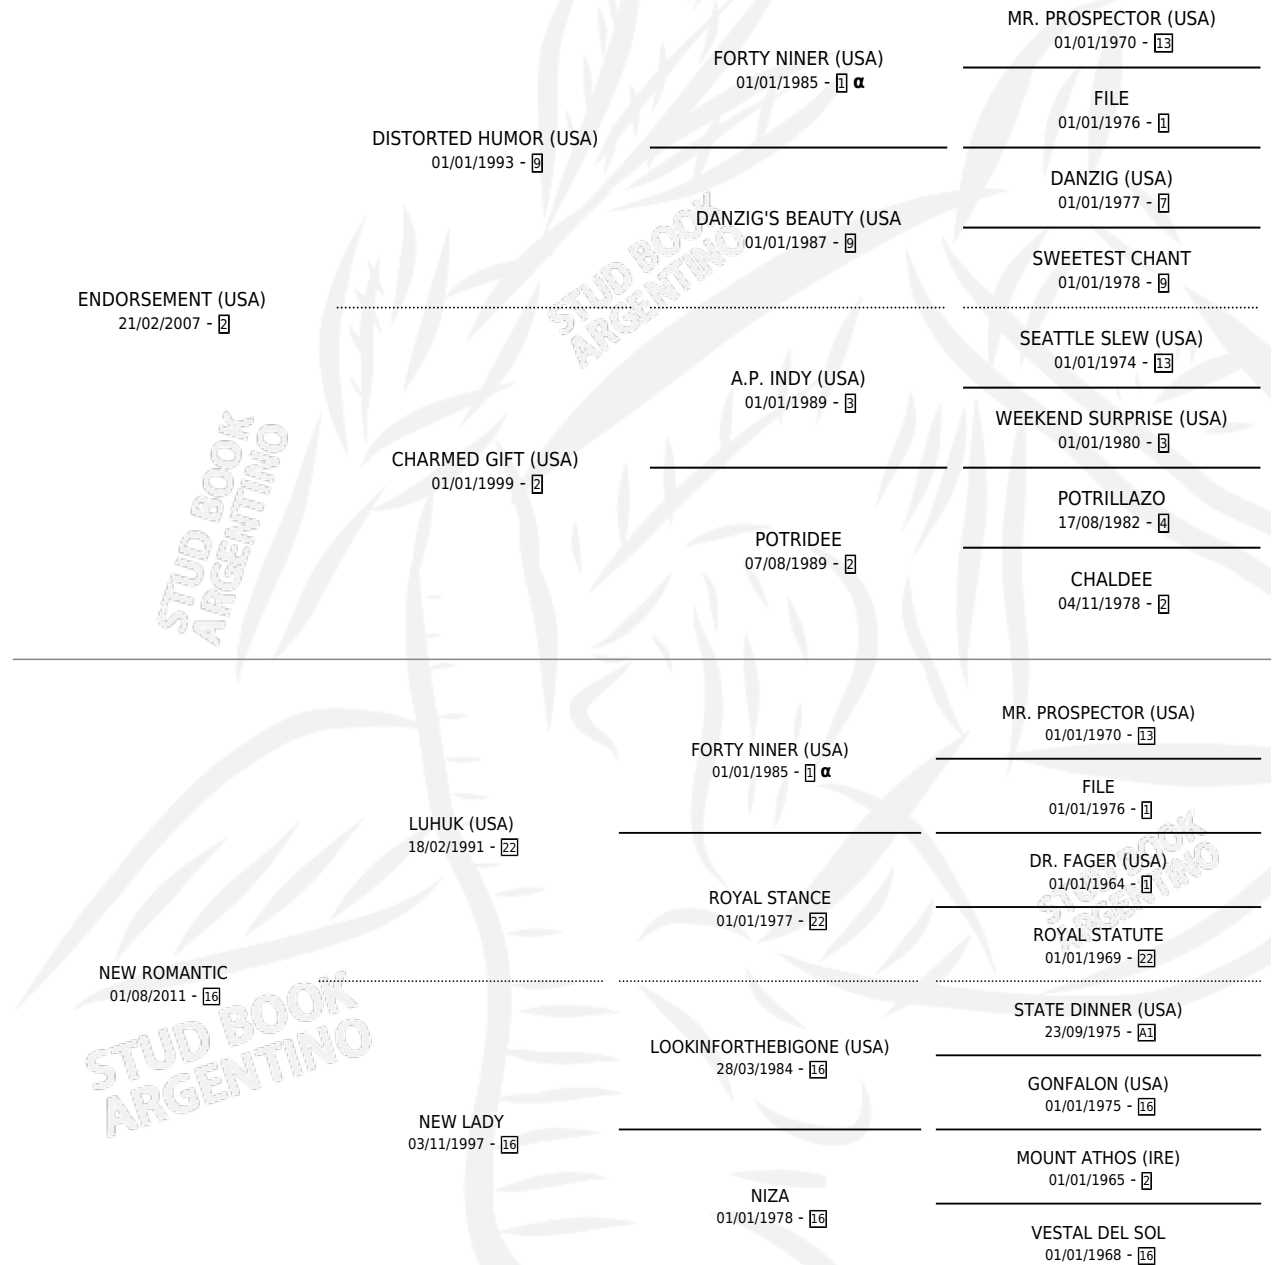 MR. PROSPECTOR (USA)
01/01/1970 - 13
FORTY NINER (USA)
01/01/1985 - 1 α
FILE
01/01/1976 - 1
DISTORTED HUMOR (USA)
01/01/1993 - 9
DANZIG (USA)
01/01/1977 - 7
DANZIG'S BEAUTY (USA
01/01/1987 - 9
SWEETEST CHANT
01/01/1978 - 9
ENDORSEMENT (USA)
21/02/2007 - 2
SEATTLE SLEW (USA)
01/01/1974 - 13
A.P. INDY (USA)
01/01/1989 - 3
WEEKEND SURPRISE (USA)
01/01/1980 - 3
CHARMED GIFT (USA)
01/01/1999 - 2
POTRILLAZO
17/08/1982 - 4
POTRIDEE
07/08/1989 - 2
CHALDEE
04/11/1978 - 2
MR. PROSPECTOR (USA)
01/01/1970 - 13
FORTY NINER (USA)
01/01/1985 - 1 α
FILE
01/01/1976 - 1
LUHUK (USA)
18/02/1991 - 22
DR. FAGER (USA)
01/01/1964 - 1
ROYAL STANCE
01/01/1977 - 22
ROYAL STATUTE
01/01/1969 - 22
NEW ROMANTIC
01/08/2011 - 16
STATE DINNER (USA)
23/09/1975 - A1
LOOKINFORTHEBIGONE (USA)
28/03/1984 - 16
GONFALON (USA)
01/01/1975 - 16
NEW LADY
03/11/1997 - 16
MOUNT ATHOS (IRE)
01/01/1965 - 2
NIZA
01/01/1978 - 16
VESTAL DEL SOL
01/01/1968 - 16
STUD BOOK
ARGENTINO
STUD BOOK
ARGENTINO
STUD BOOK
ARGENTINO
STUD BOOK
ARGENTINO